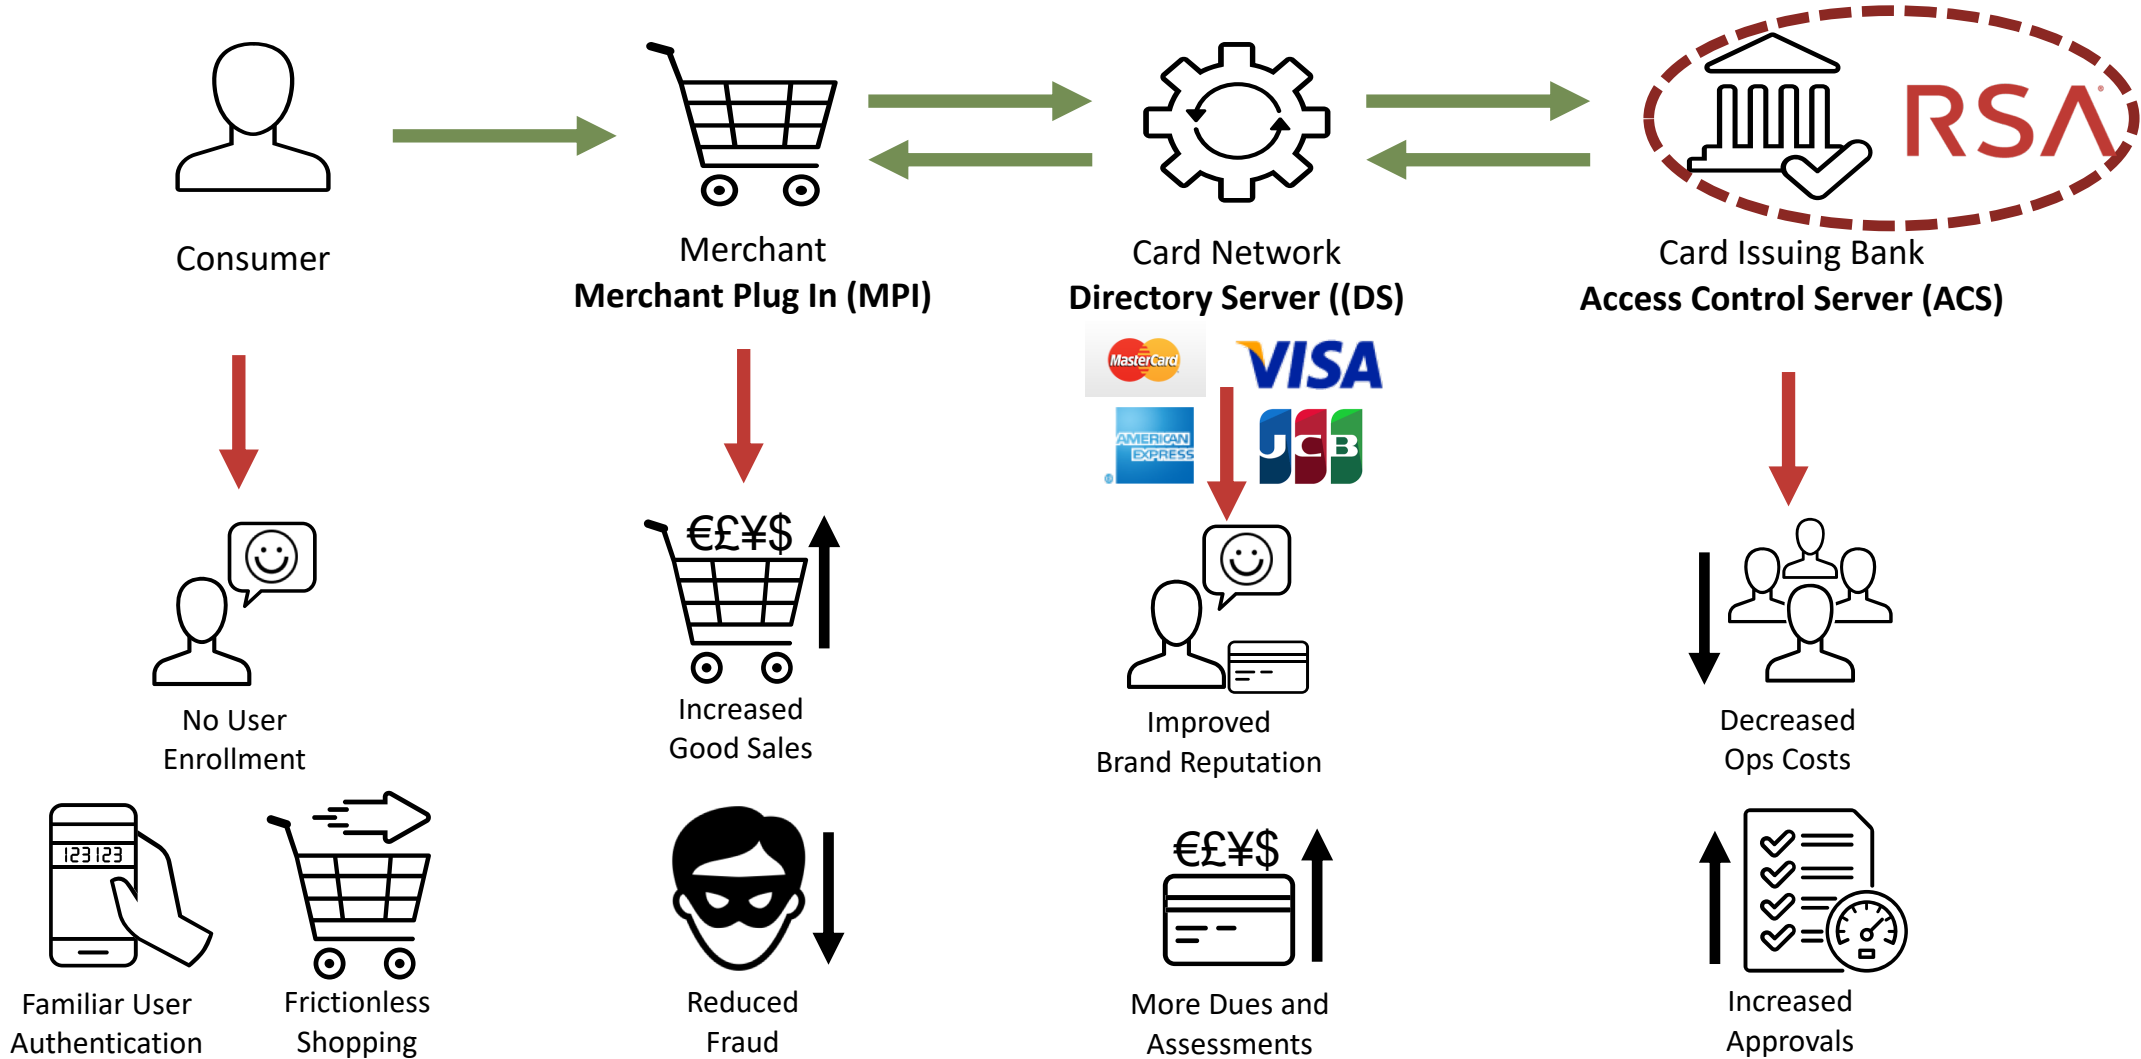 RSA
Consumer
Merchant
Merchant Plug In (MPI)
Card Network
Directory Server ((DS)
Card Issuing Bank
Access Control Server (ACS)
MasterCard
VISA
AMERICAN
EXPRESS
®
JCB
€£¥$
No User
Enrollment
Increased
Good Sales
Improved
Brand Reputation
Decreased
Ops Costs
123123
€£¥$
Familiar User
Authentication
Frictionless
Shopping
Reduced
Fraud
More Dues and
Assessments
Increased
Approvals